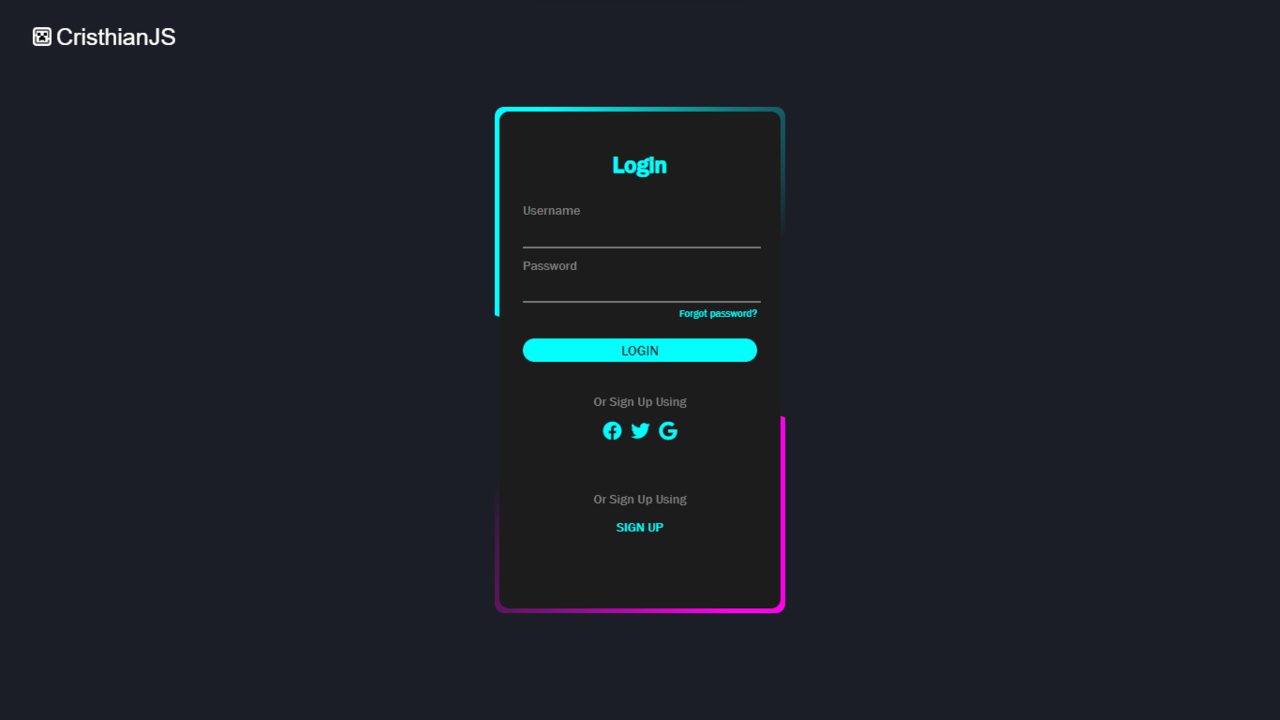 CristhianJS
Login
Username
Password
Forgot password?
LOGIN
Or Sign Up Using
Or Sign Up Using
SIGN UP